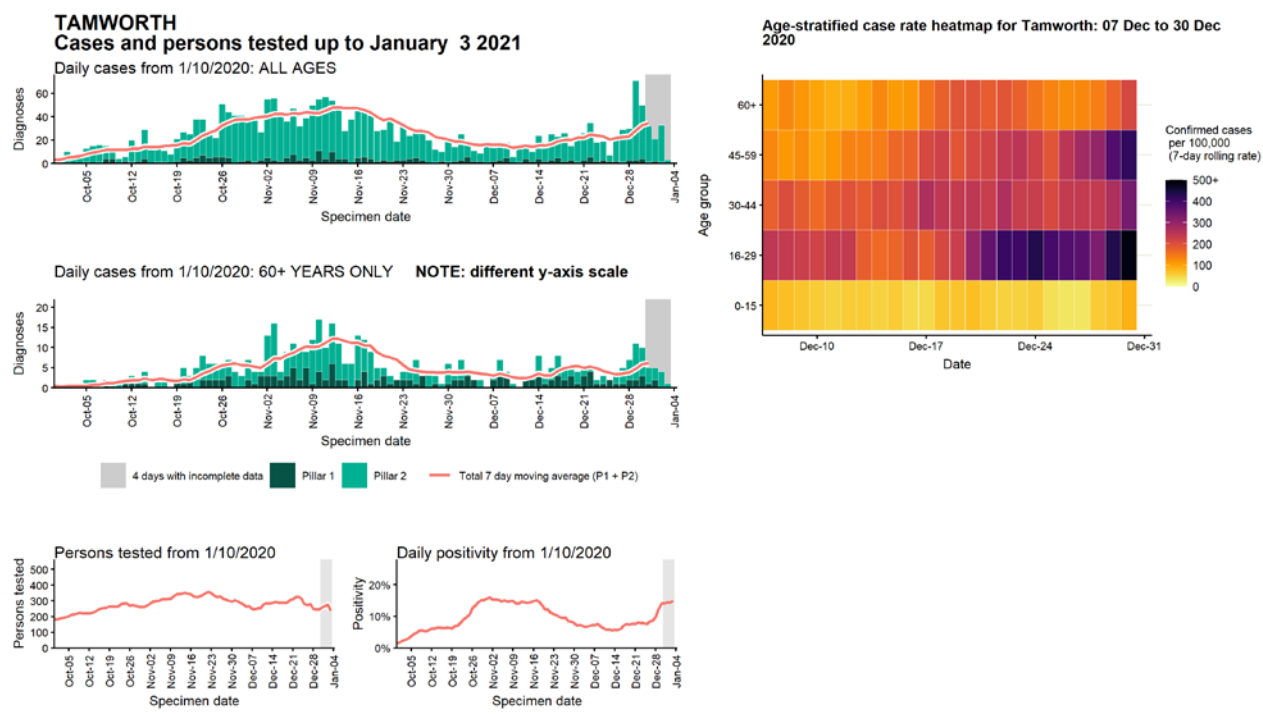 TAMWORTH
Cases and persons tested up to January  3 2021
Daily cases from 1/10/2020: ALL AGES
Diagnoses
60
40
20
0
Oct-05
Oct-12
Oct-19
Oct-26
Nov-02
Nov-09
Nov-16
Nov-23
Nov-30
Dec-07
Dec-14
Dec-21
Dec-28
Jan-04
Specimen date
Daily cases from 1/10/2020: 60+ YEARS ONLY    NOTE: different y-axis scale
Diagnoses
20
15
10
5
0
Oct-05
Oct-12
Oct-19
Oct-26
Nov-02
Nov-09
Nov-16
Nov-23
Nov-30
Dec-07
Dec-14
Dec-21
Dec-28
Jan-04
Specimen date
4 days with incomplete data
Pillar 1
Pillar 2
Total 7 day moving average (P1 + P2)
Persons tested from 1/10/2020
Persons tested
500
400
300
200
100
0
Oct-05
Oct-12
Oct-19
Oct-26
Nov-02
Nov-09
Nov-16
Nov-23
Nov-30
Dec-07
Dec-14
Dec-21
Dec-28
Jan-04
Specimen date
Daily positivity from 1/10/2020
Positivity
20%
10%
0%
Oct-05
Oct-12
Oct-19
Oct-26
Nov-02
Nov-09
Nov-16
Nov-23
Nov-30
Dec-07
Dec-14
Dec-21
Dec-28
Jan-04
Specimen date
Age-stratified case rate heatmap for Tamworth: 07 Dec to 30 Dec
2020
Age group
60+
45-59
30-44
16-29
0-15
Dec-10
Dec-17
Dec-24
Dec-31
Date
Confirmed cases
per 100,000
(7-day rolling rate)
500+
400
300
200
100
0